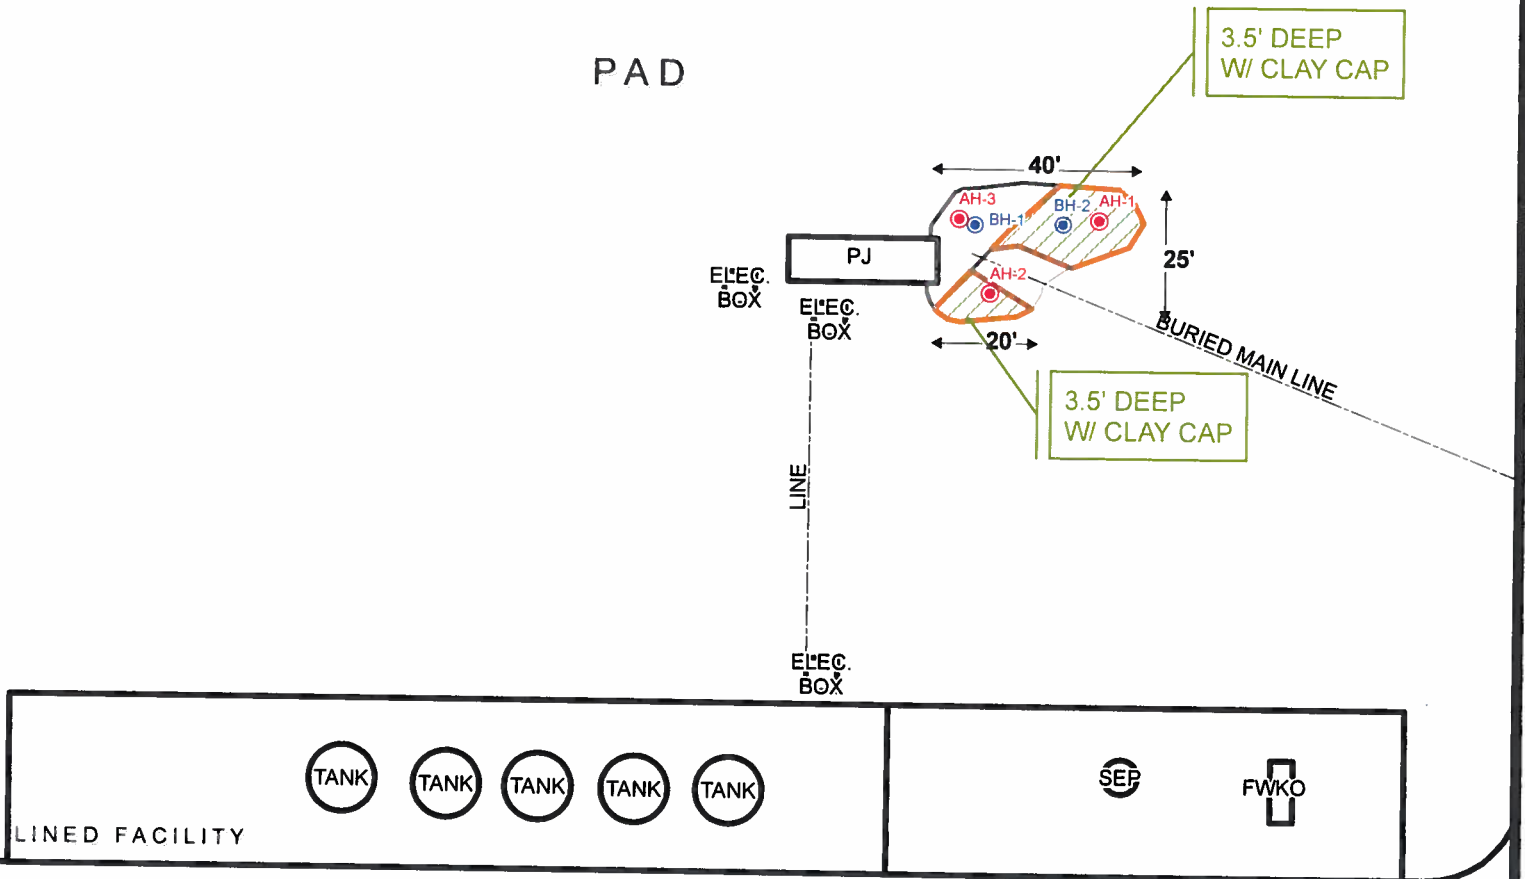 3.5' DEEP
W/ CLAY CAP
PAD
40'
AH-3
BH-1
BH-2
AH-1
25'
PJ
AH-2
ELEC.
BOX
ELEC.
BOX
20'
BURIED MAIN LINE
3.5' DEEP
W/ CLAY CAP
LINE
ELEC.
BOX
TANK
TANK
TANK
TANK
TANK
SEP
FWKO
LINED FACILITY